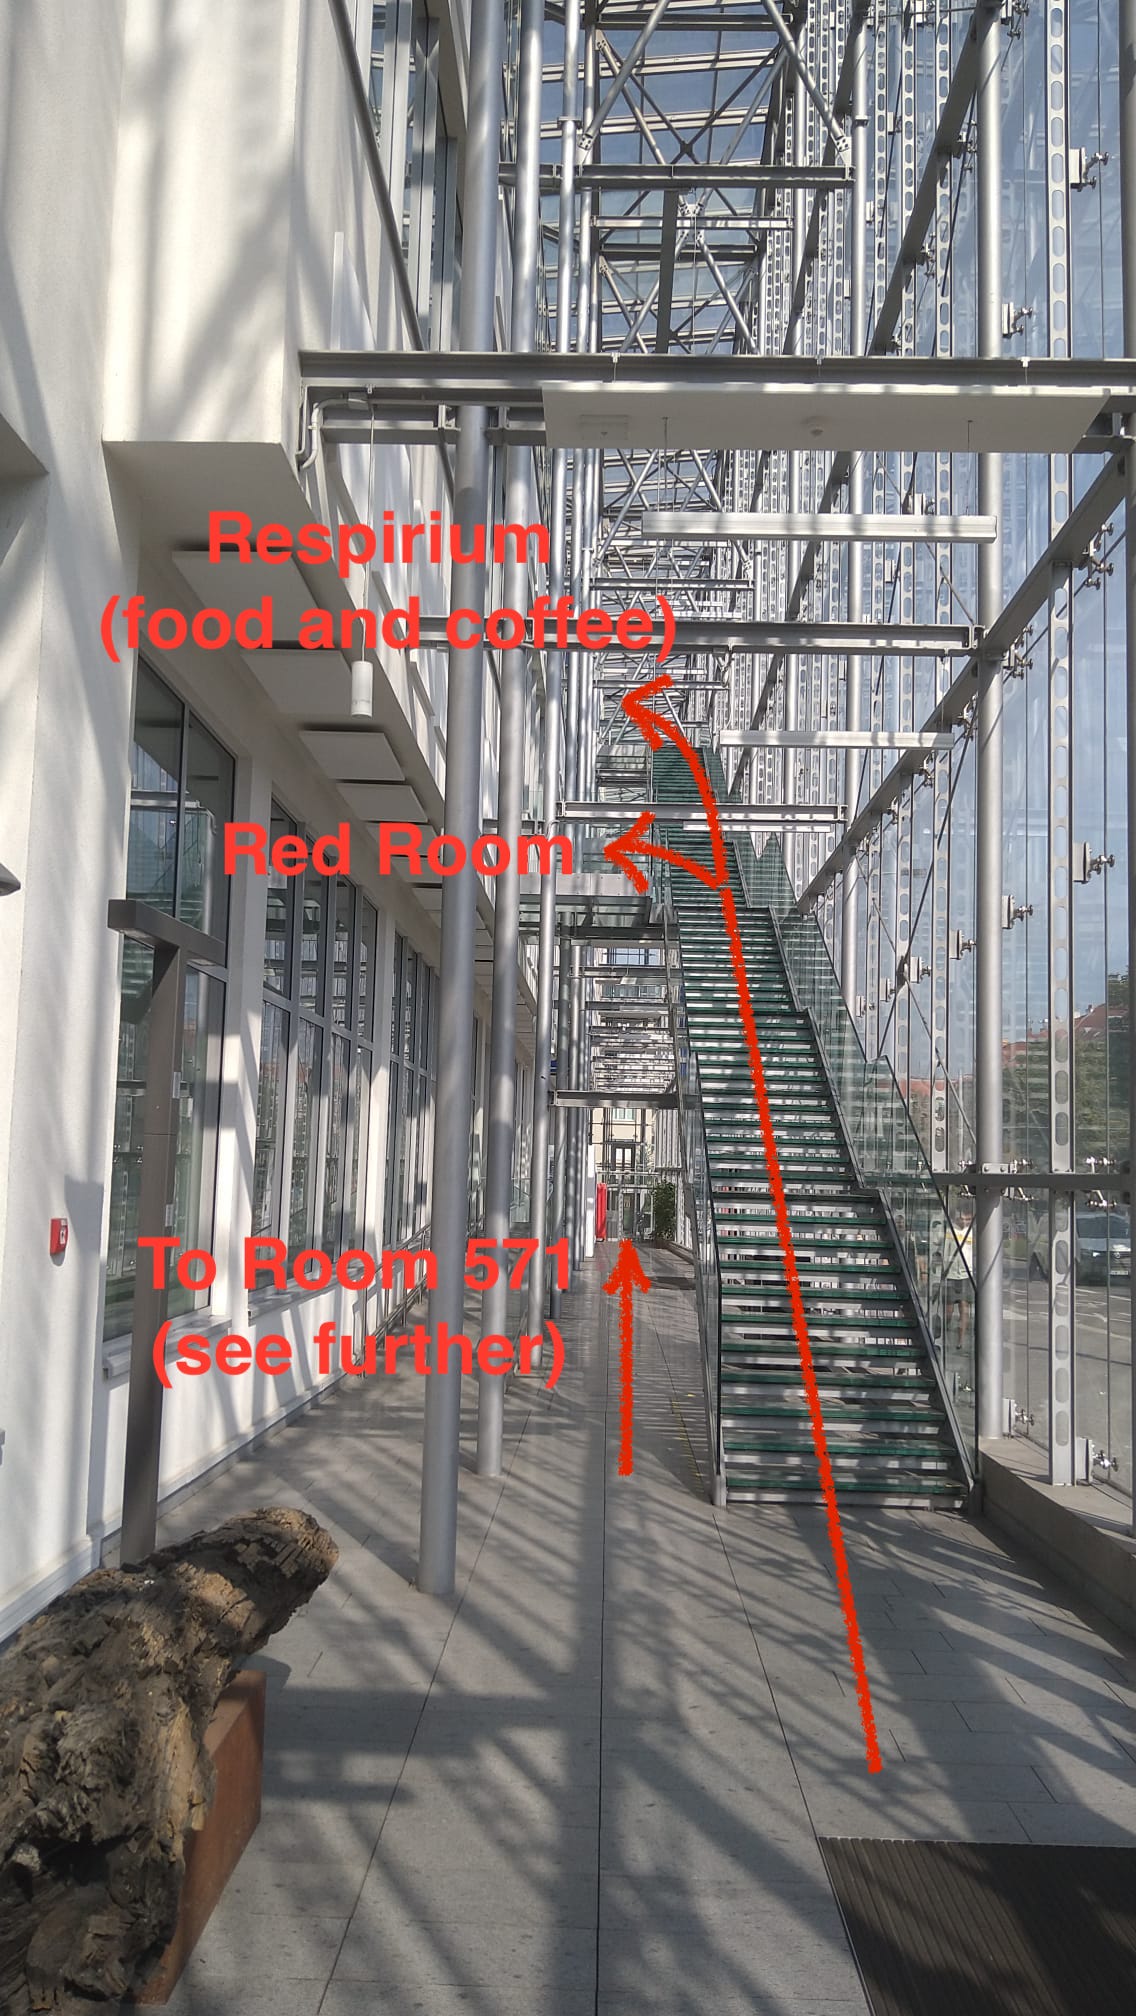 Respirium
(food and coffee)
Red Room
To Room 571
(see further)